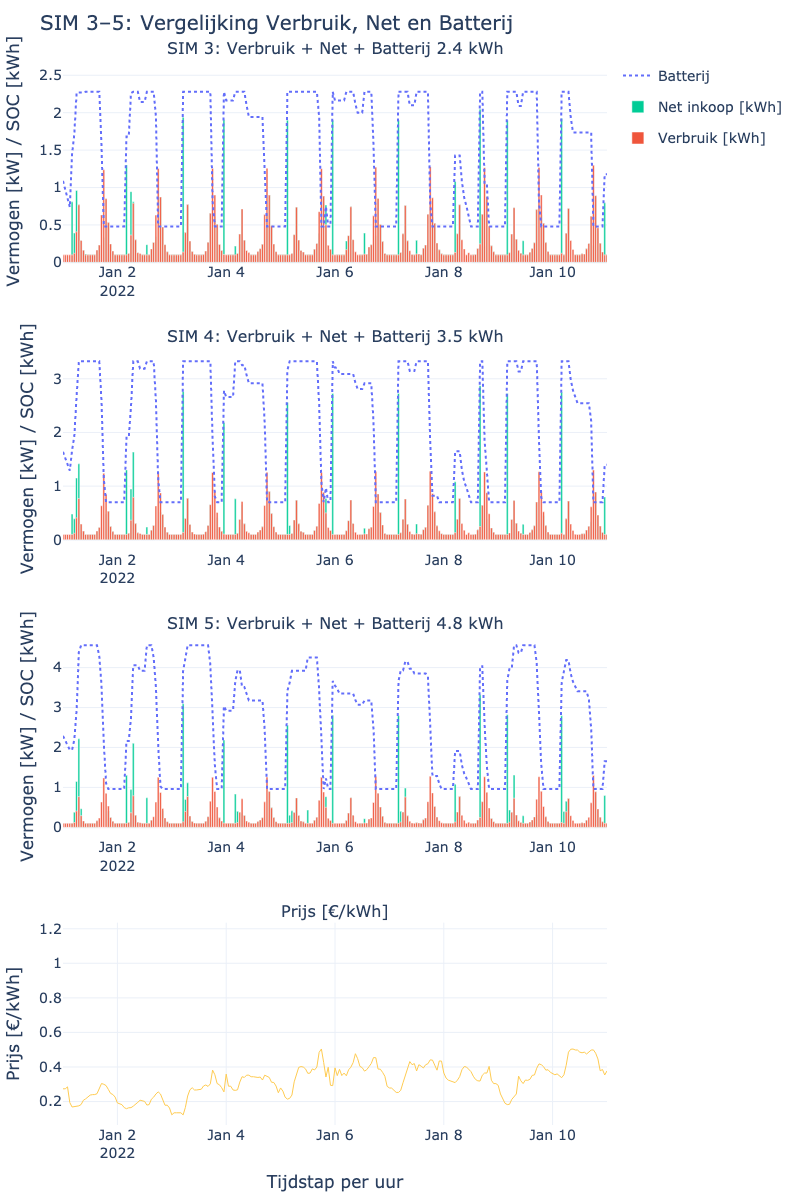 SIM 3–5: Vergelijking Verbruik, Net en Batterij
SIM 3: Verbruik + Net + Batterij 2.4 kWh
Vermogen [kW] / SOC [kWh]
2.5
2
1.5
1
0.5
0
Jan 2
2022
Jan 4
Jan 6
Jan 8
Jan 10
Batterij
Net inkoop [kWh]
Verbruik [kWh]
SIM 4: Verbruik + Net + Batterij 3.5 kWh
Vermogen [kW] / SOC [kWh]
3
2
1
0
Jan 2
2022
Jan 4
Jan 6
Jan 8
Jan 10
SIM 5: Verbruik + Net + Batterij 4.8 kWh
Vermogen [kW] / SOC [kWh]
4
3
2
1
0
Jan 2
2022
Jan 4
Jan 6
Jan 8
Jan 10
Prijs [€/kWh]
Prijs [€/kWh]
1.2
1
0.8
0.6
0.4
0.2
Jan 2
2022
Jan 4
Jan 6
Jan 8
Jan 10
Tijdstap per uur